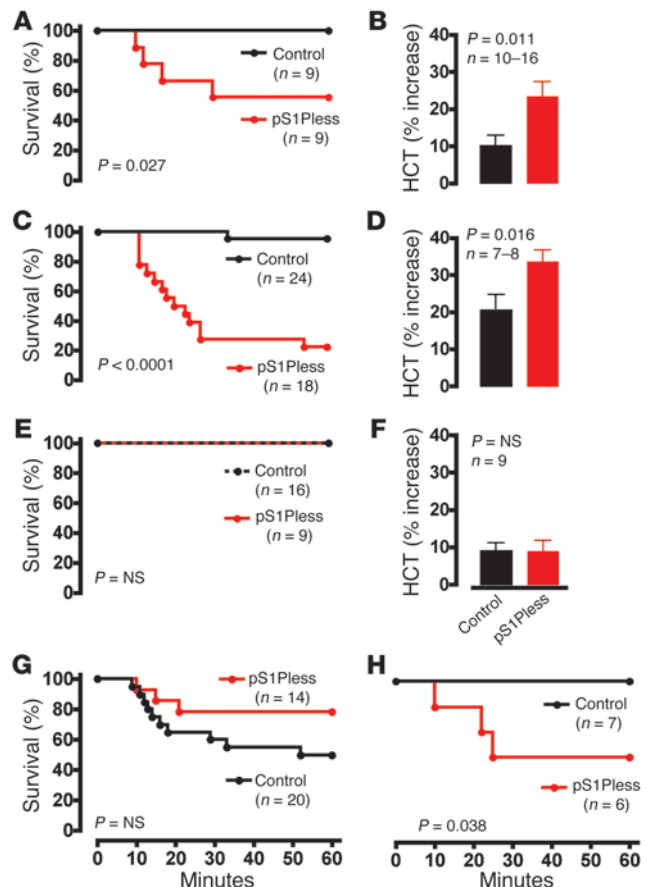 A
Survival (%)
100
80
60
40
20
0
Control
(n = 9)
pS1Pless
(n = 9)
P = 0.027
B
HCT (% increase)
40
30
20
10
0
P = 0.011
n = 10–16
C
Survival (%)
100
80
60
40
20
0
Control
(n = 24)
pS1Pless
(n = 18)
P < 0.0001
D
HCT (% increase)
40
30
20
10
0
P = 0.016
n = 7–8
E
Survival (%)
100
80
60
40
20
0
Control
(n = 16)
pS1Pless
(n = 9)
P = NS
F
HCT (% increase)
40
30
20
10
0
P = NS
n = 9
Control
pS1Pless
G
Survival (%)
100
80
60
40
20
0
pS1Pless
(n = 14)
Control
(n = 20)
P = NS
0 10 20 30 40 50 60
Minutes
H
Control
(n = 7)
pS1Pless
(n = 6)
P = 0.038
0 10 20 30 40 50 60
Minutes